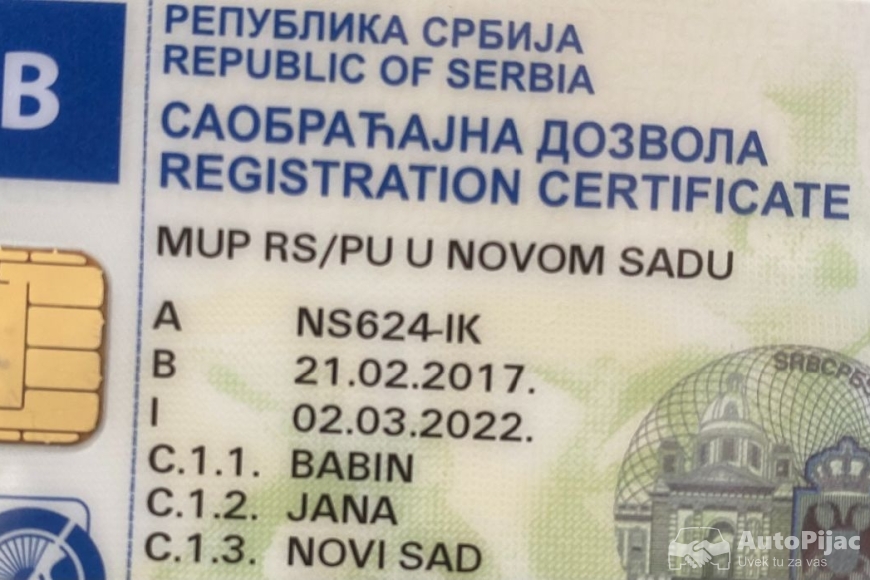 B
РЕПУБЛИКА СРБИЈА
REPUBLIC OF SERBIA
САОБРАЋАЈНА ДОЗВОЛА
REGISTRATION CERTIFICATE
MUP RS/PU U NOVOM SADU
A NS624-IK
B 21.02.2017.
I 02.03.2022.
C.1.1. BABIN
C.1.2. JANA
C.1.3. NOVI SAD
AutoPijac
Uvek tu za vas